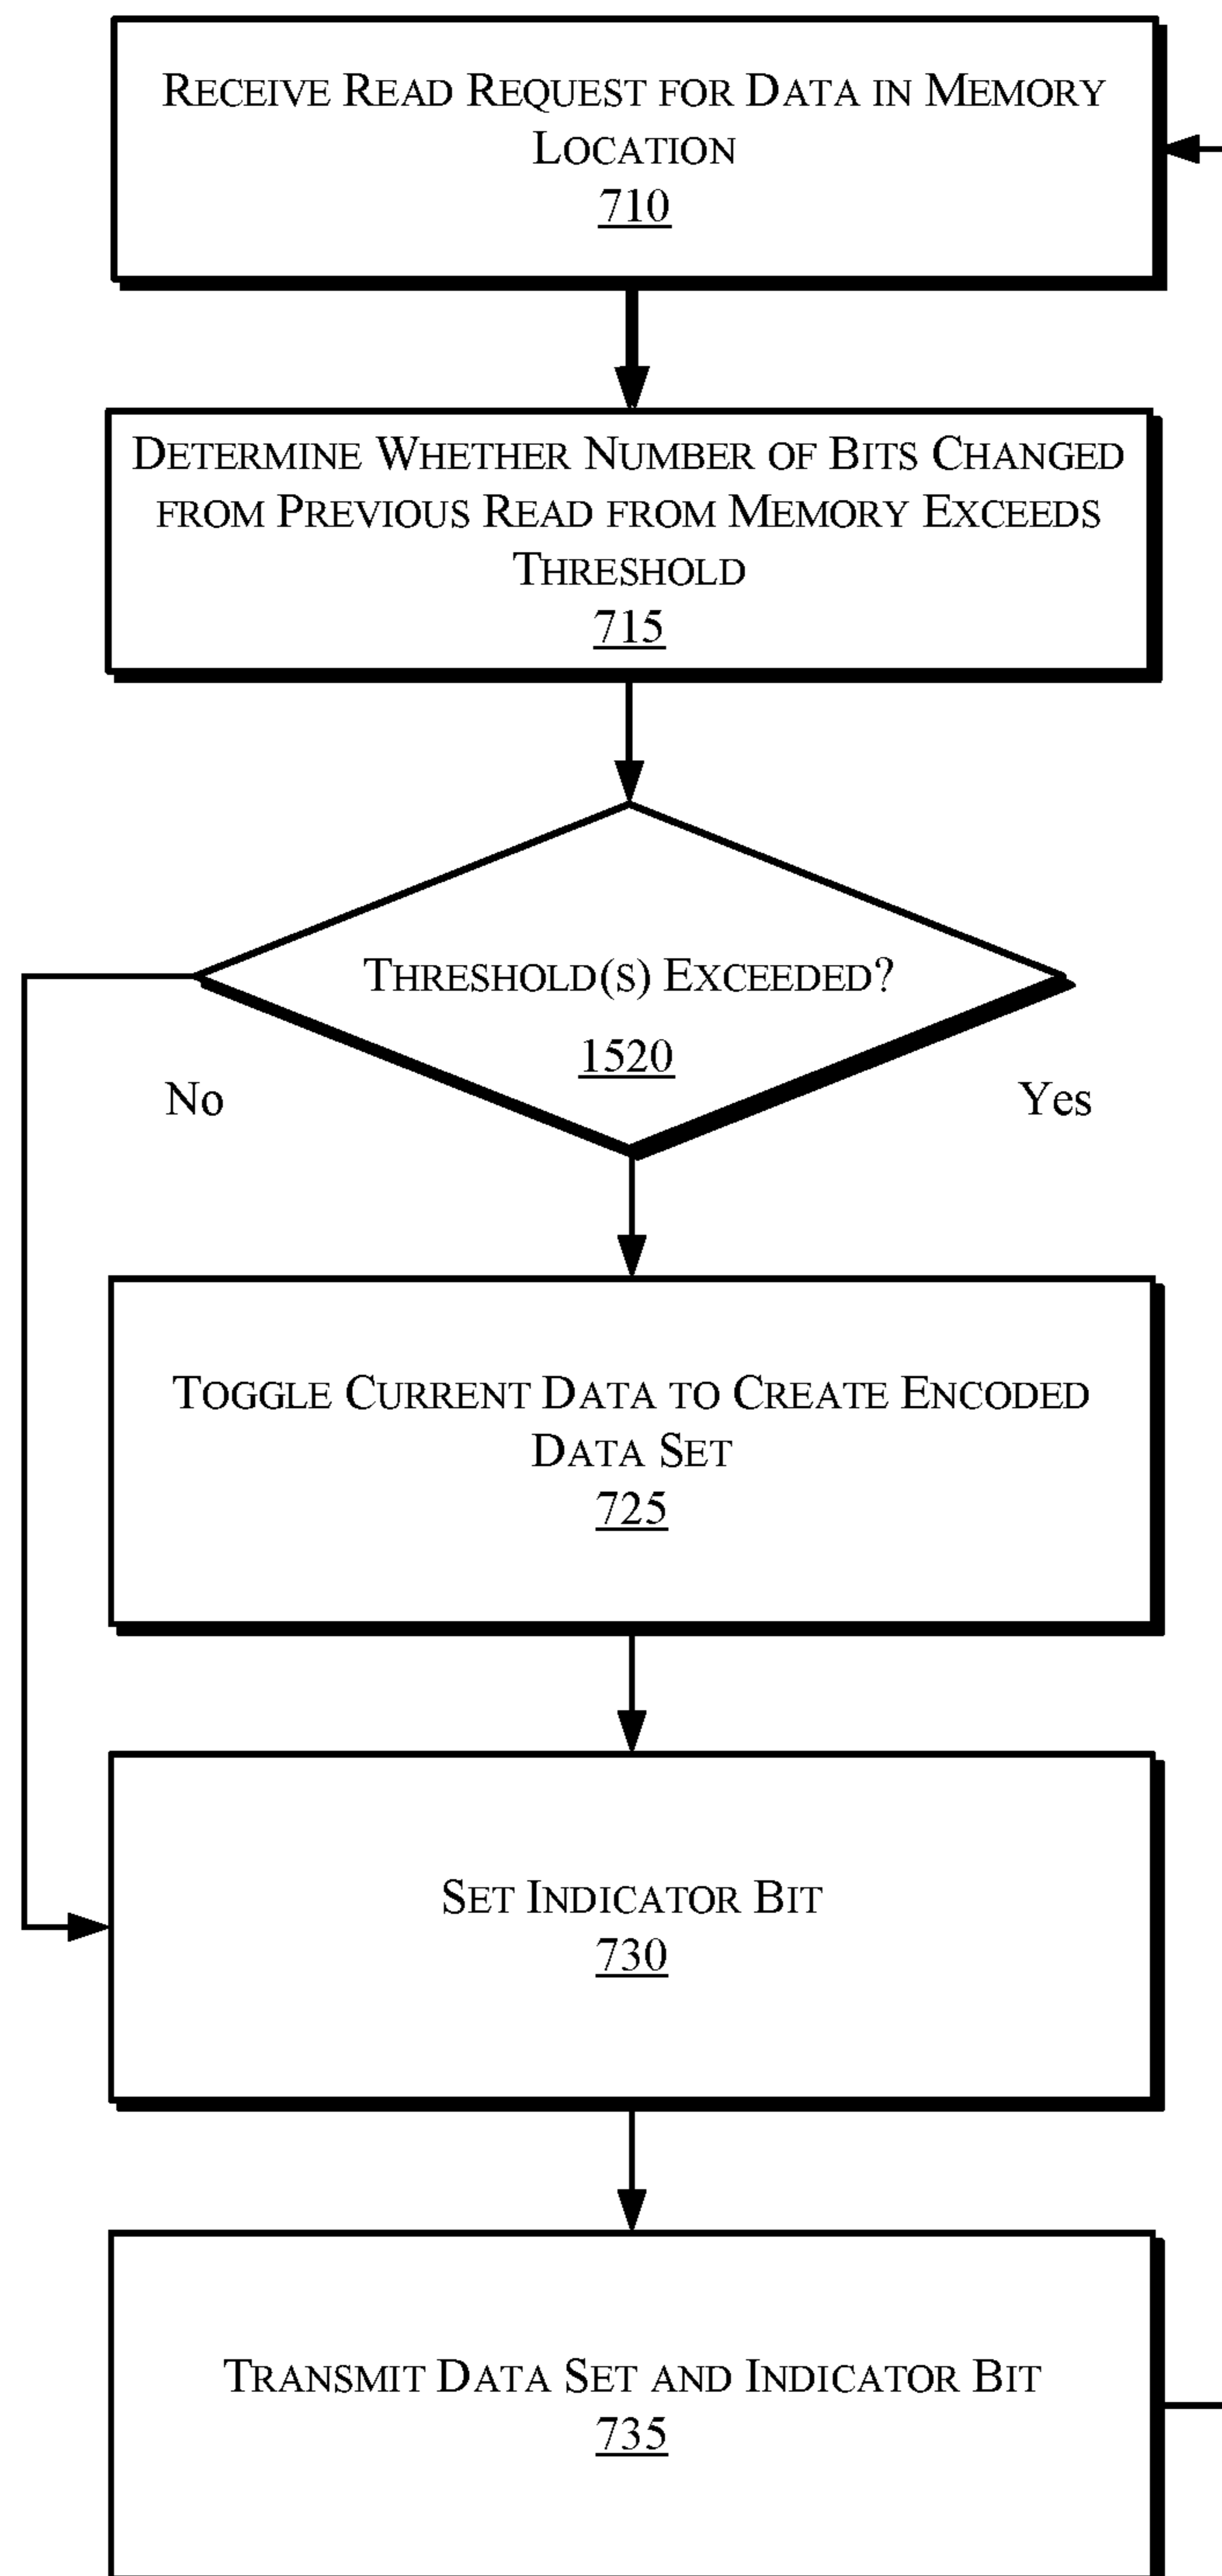 RECEIVE READ REQUEST FOR DATA IN MEMORY
LOCATION
710
DETERMINE WHETHER NUMBER OF BITS CHANGED
FROM PREVIOUS READ FROM MEMORY EXCEEDS
THRESHOLD
715
THRESHOLD(S) EXCEEDED?
1520
No
Yes
TOGGLE CURRENT DATA TO CREATE ENCODED
DATA SET
725
SET INDICATOR BIT
730
TRANSMIT DATA SET AND INDICATOR BIT
735